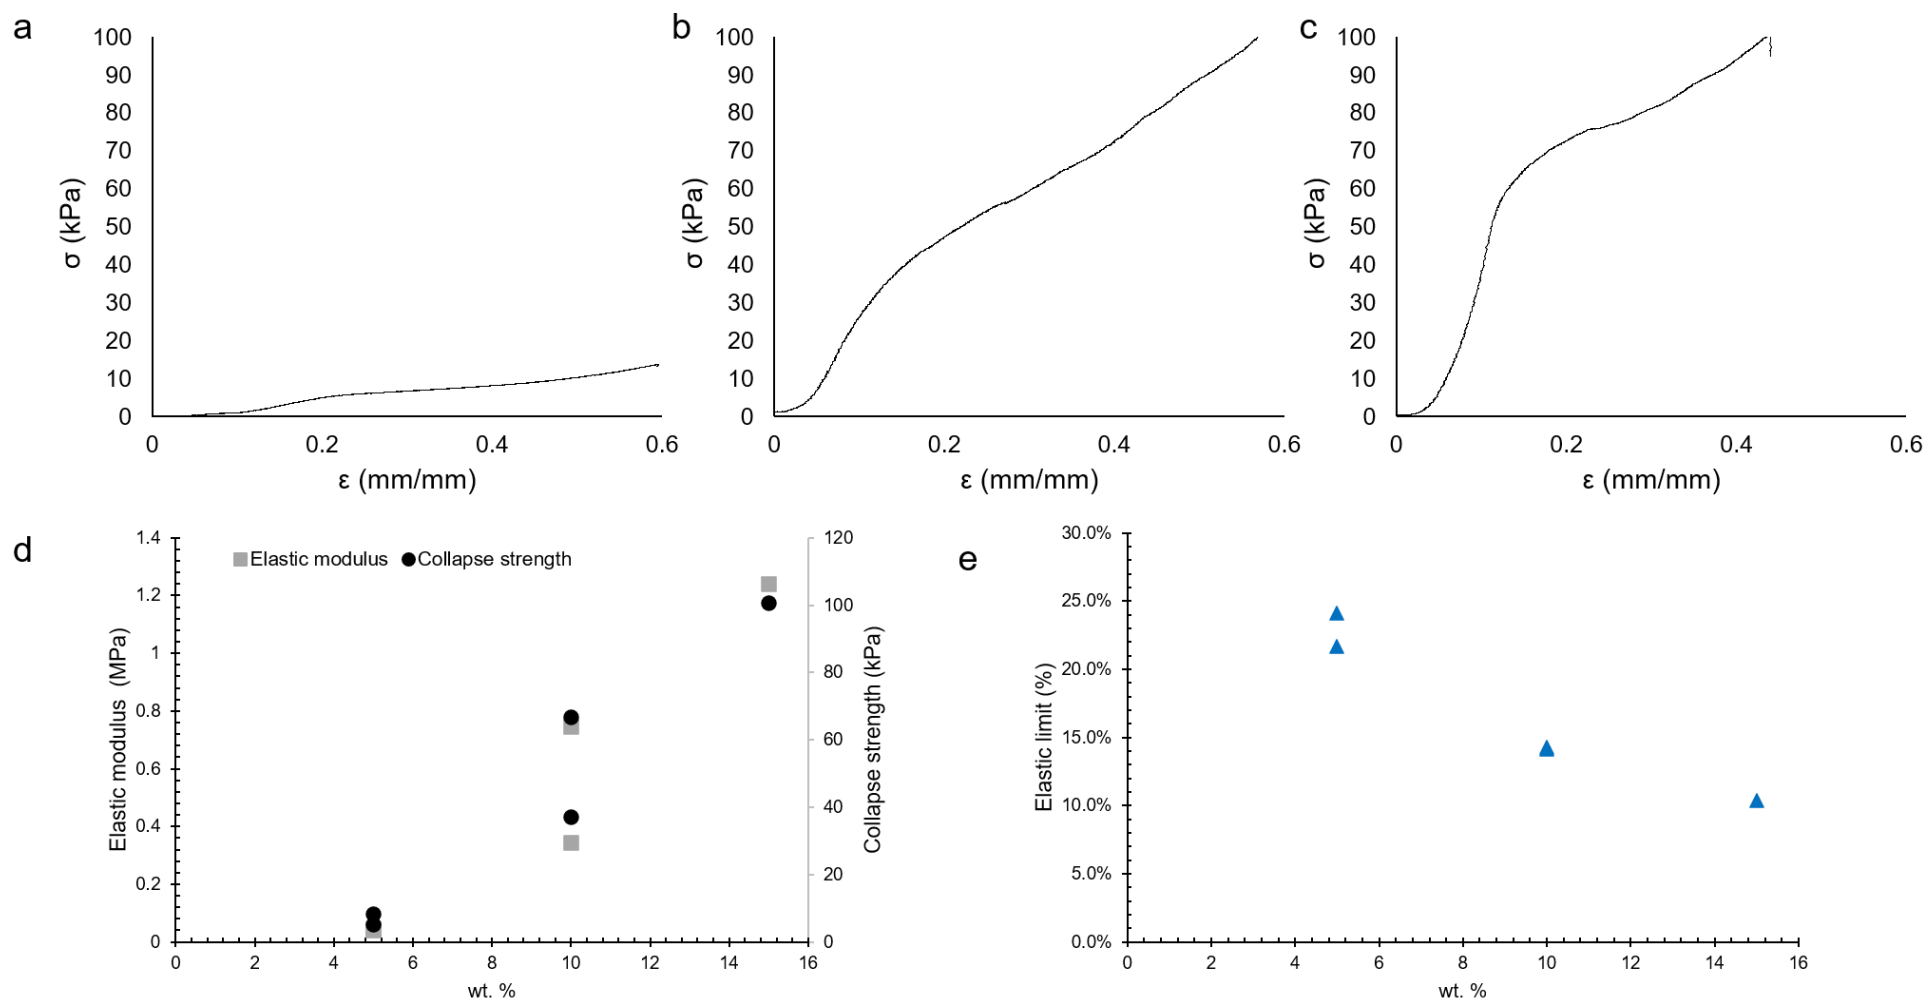 a
100
90
80
70
60
50
40
30
20
10
0
σ (kPa)
0 0.2 0.4 0.6
ε (mm/mm)
b
100
90
80
70
60
50
40
30
20
10
0
σ (kPa)
0 0.2 0.4 0.6
ε (mm/mm)
c
100
90
80
70
60
50
40
30
20
10
0
σ (kPa)
0 0.2 0.4 0.6
ε (mm/mm)
d
Elastic modulus Collapse strength
1.4
1.2
1
0.8
0.6
0.4
0.2
0
Elastic modulus (MPa)
120
100
80
60
40
20
0
Collapse strength (kPa)
0 2 4 6 8 10 12 14 16
wt. %
e
30.0%
25.0%
20.0%
15.0%
10.0%
5.0%
0.0%
Elastic limit (%)
0 2 4 6 8 10 12 14 16
wt. %